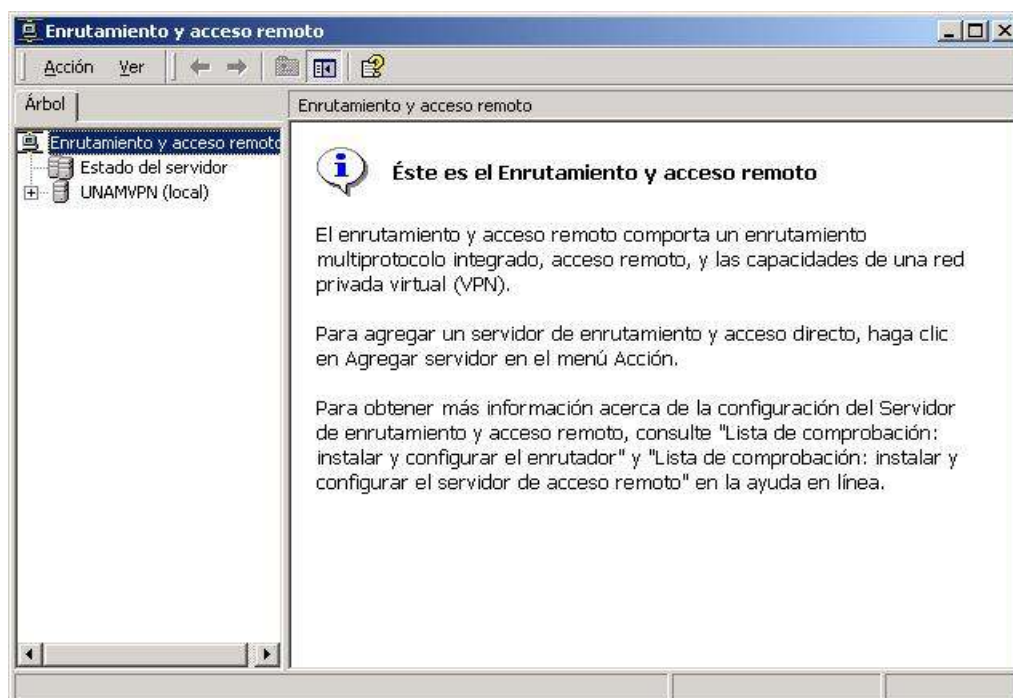 Enrutamiento y acceso remoto
Acción Ver
Árbol
Enrutamiento y acceso remoto
Enrutamiento y acceso remoto
Estado del servidor
UNAMVPN (local)
Éste es el Enrutamiento y acceso remoto
El enrutamiento y acceso remoto comporta un enrutamiento
multiprotocolo integrado, acceso remoto, y las capacidades de una red
privada virtual (VPN).
Para agregar un servidor de enrutamiento y acceso directo, haga clic
en Agregar servidor en el menú Acción.
Para obtener más información acerca de la configuración del Servidor
de enrutamiento y acceso remoto, consulte "Lista de comprobación:
instalar y configurar el enrutador" y "Lista de comprobación: instalar y
configurar el servidor de acceso remoto" en la ayuda en línea.